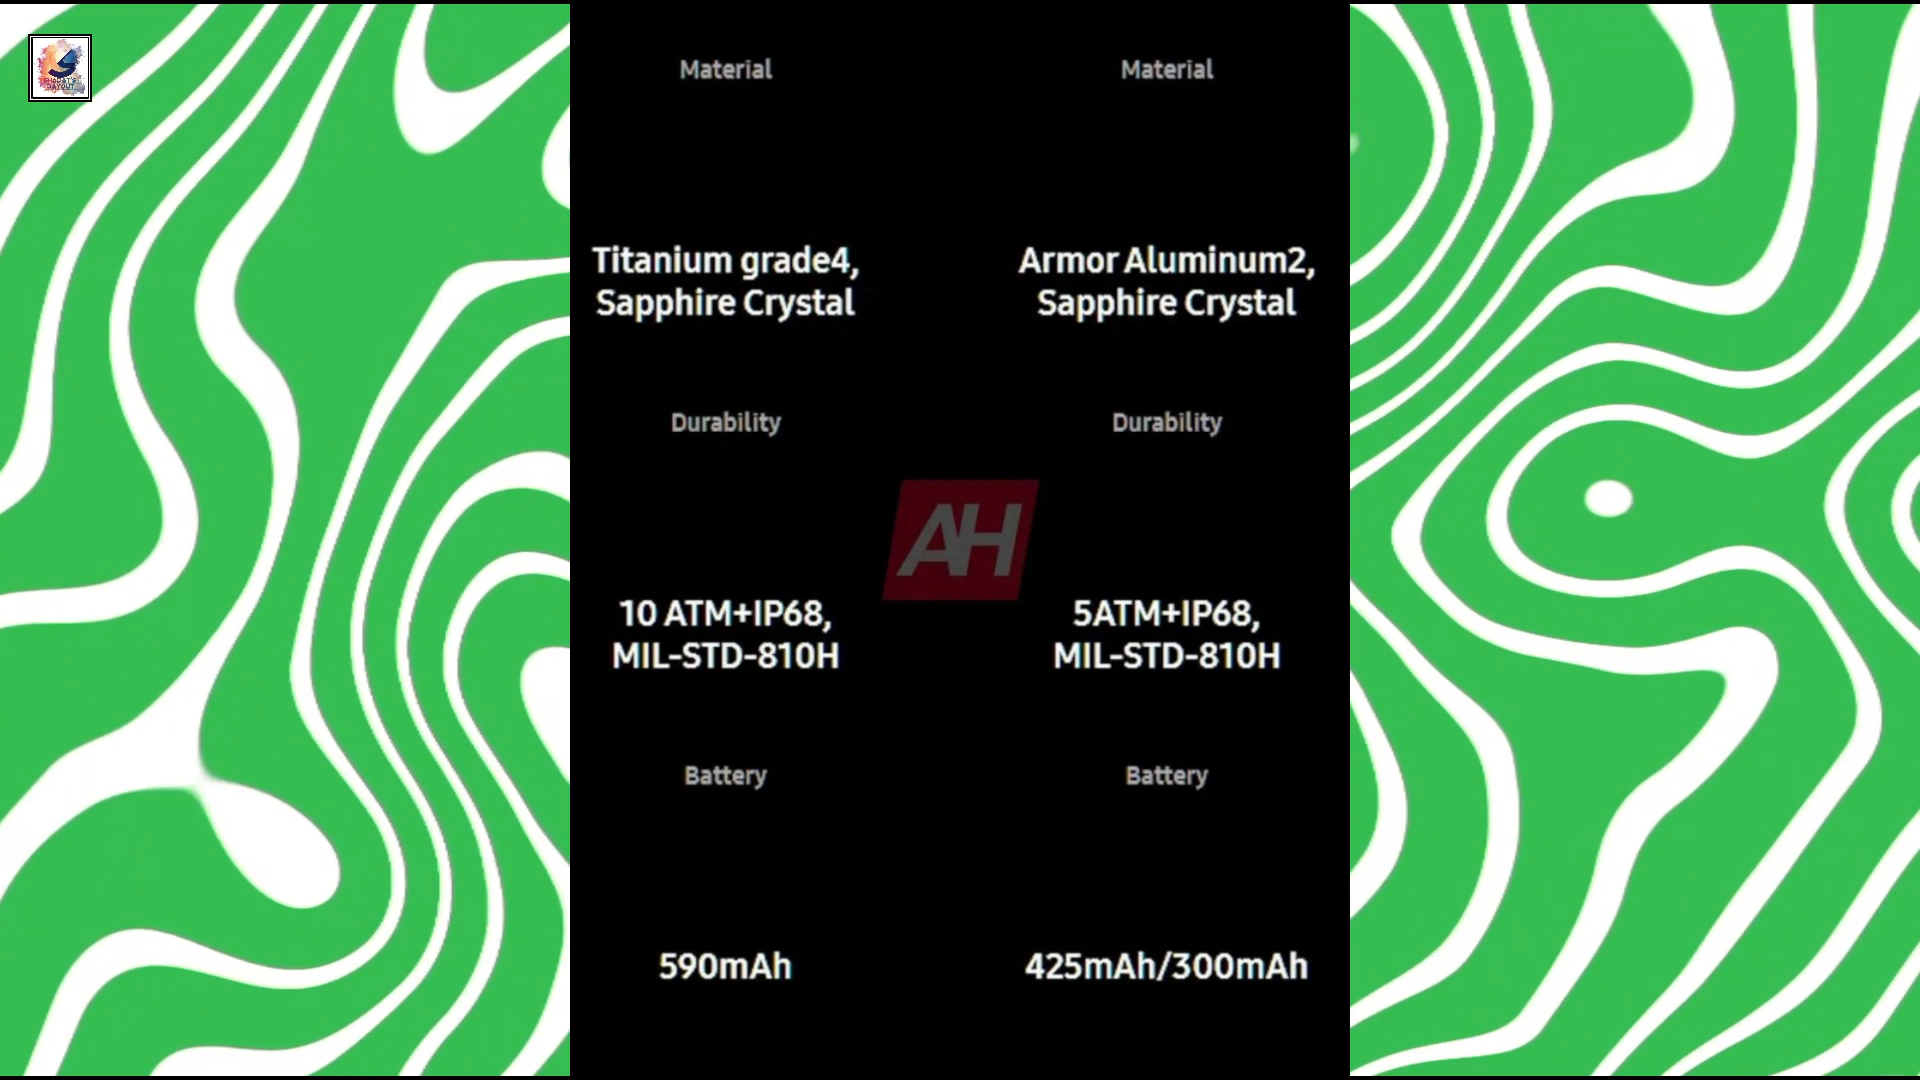 Material
Material
Titanium grade4,
Sapphire Crystal
Armor Aluminum2,
Sapphire Crystal
Durability
Durability
AH
10 ATM+IP68,
MIL-STD-810H
5ATM+IP68,
MIL-STD-810H
Battery
Battery
590mAh
425mAh/300mAh